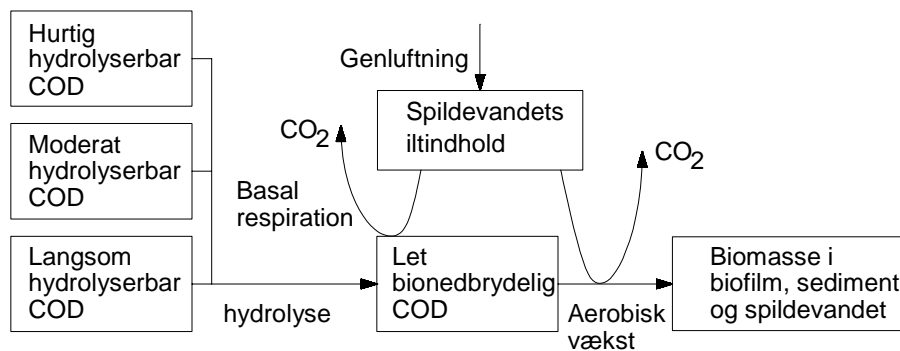 Hurtig
hydrolyserbar
COD
Moderat
hydrolyserbar
COD
Langsom
hydrolyserbar
COD
hydrolyse
Genluftning
Spildevandets
iltindhold
CO2
Basal
respiration
Let
bionedbrydelig
COD
CO2
Aerobisk
vækst
Biomasse i
biofilm, sediment
og spildevandet